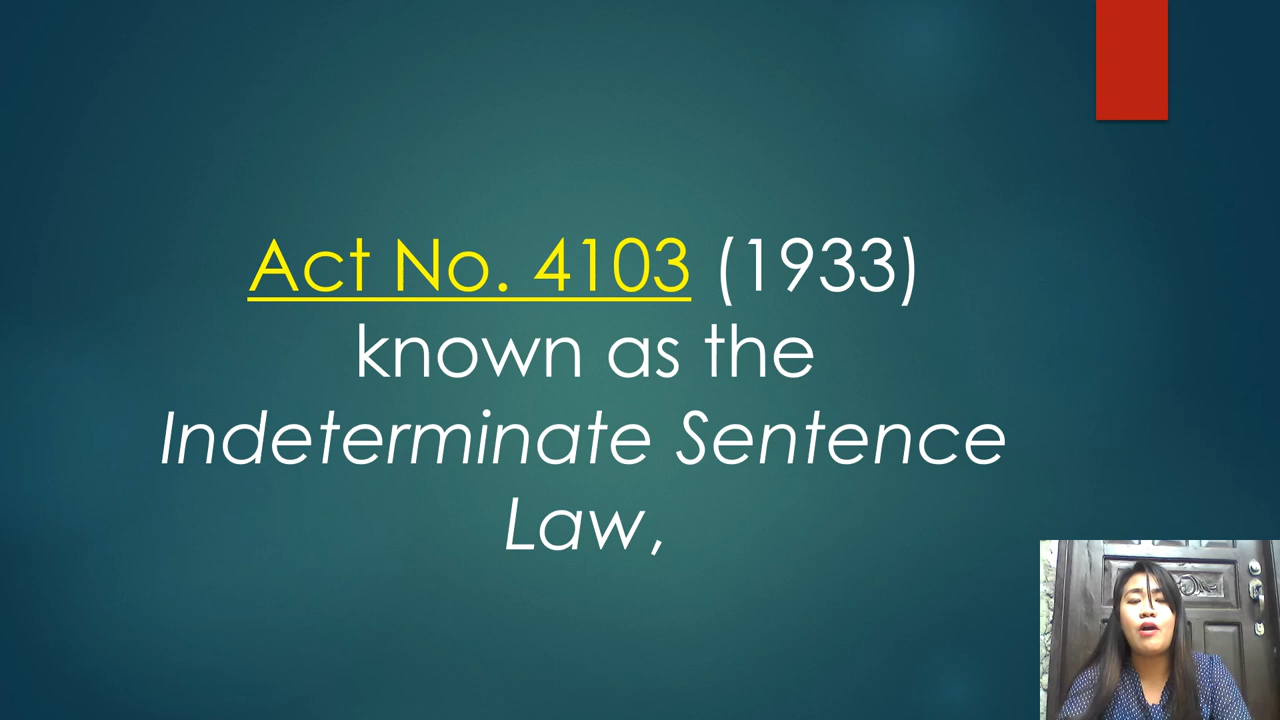 Act No. 4103 (1933)
known as the
Indeterminate Sentence
Law,